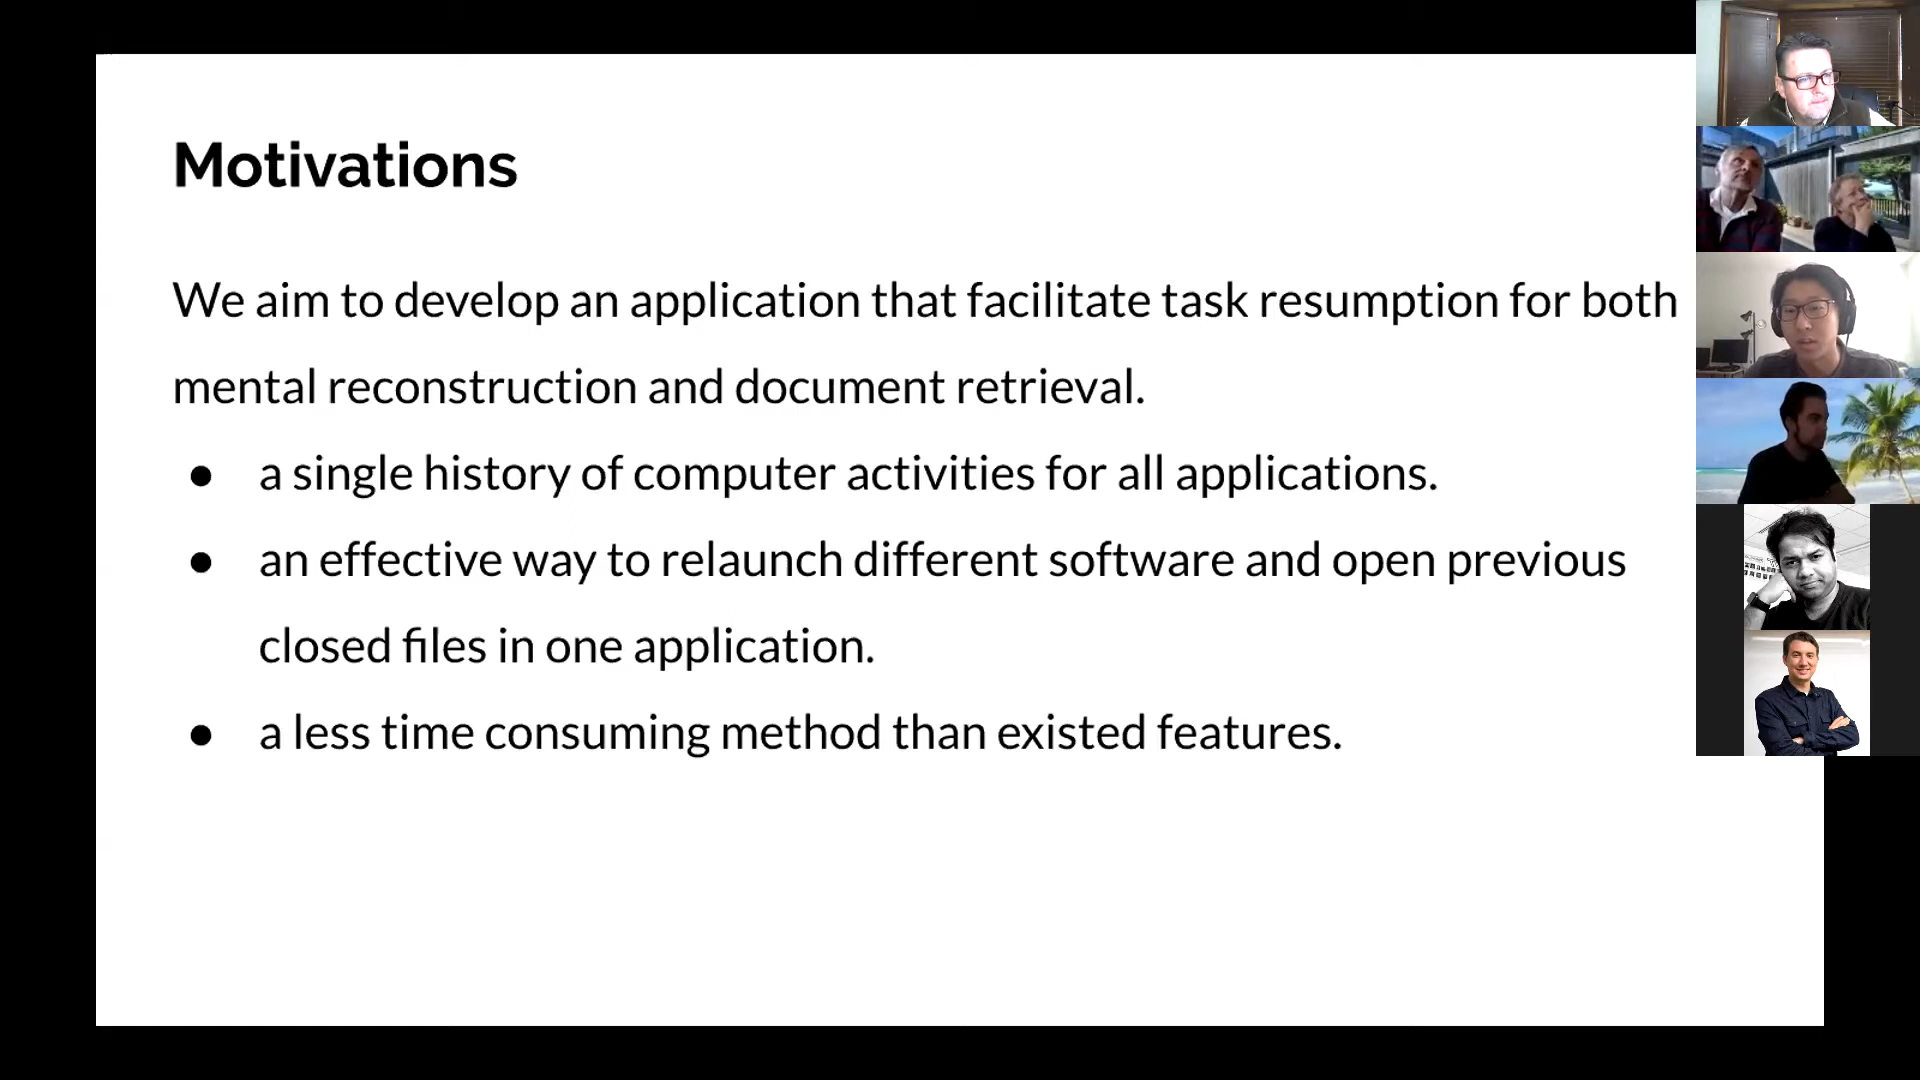 Motivations
We aim to develop an application that facilitate task resumption for both
mental reconstruction and document retrieval.
● a single history of computer activities for all applications.
● an effective way to relaunch different software and open previous
closed files in one application.
● a less time consuming method than existed features.